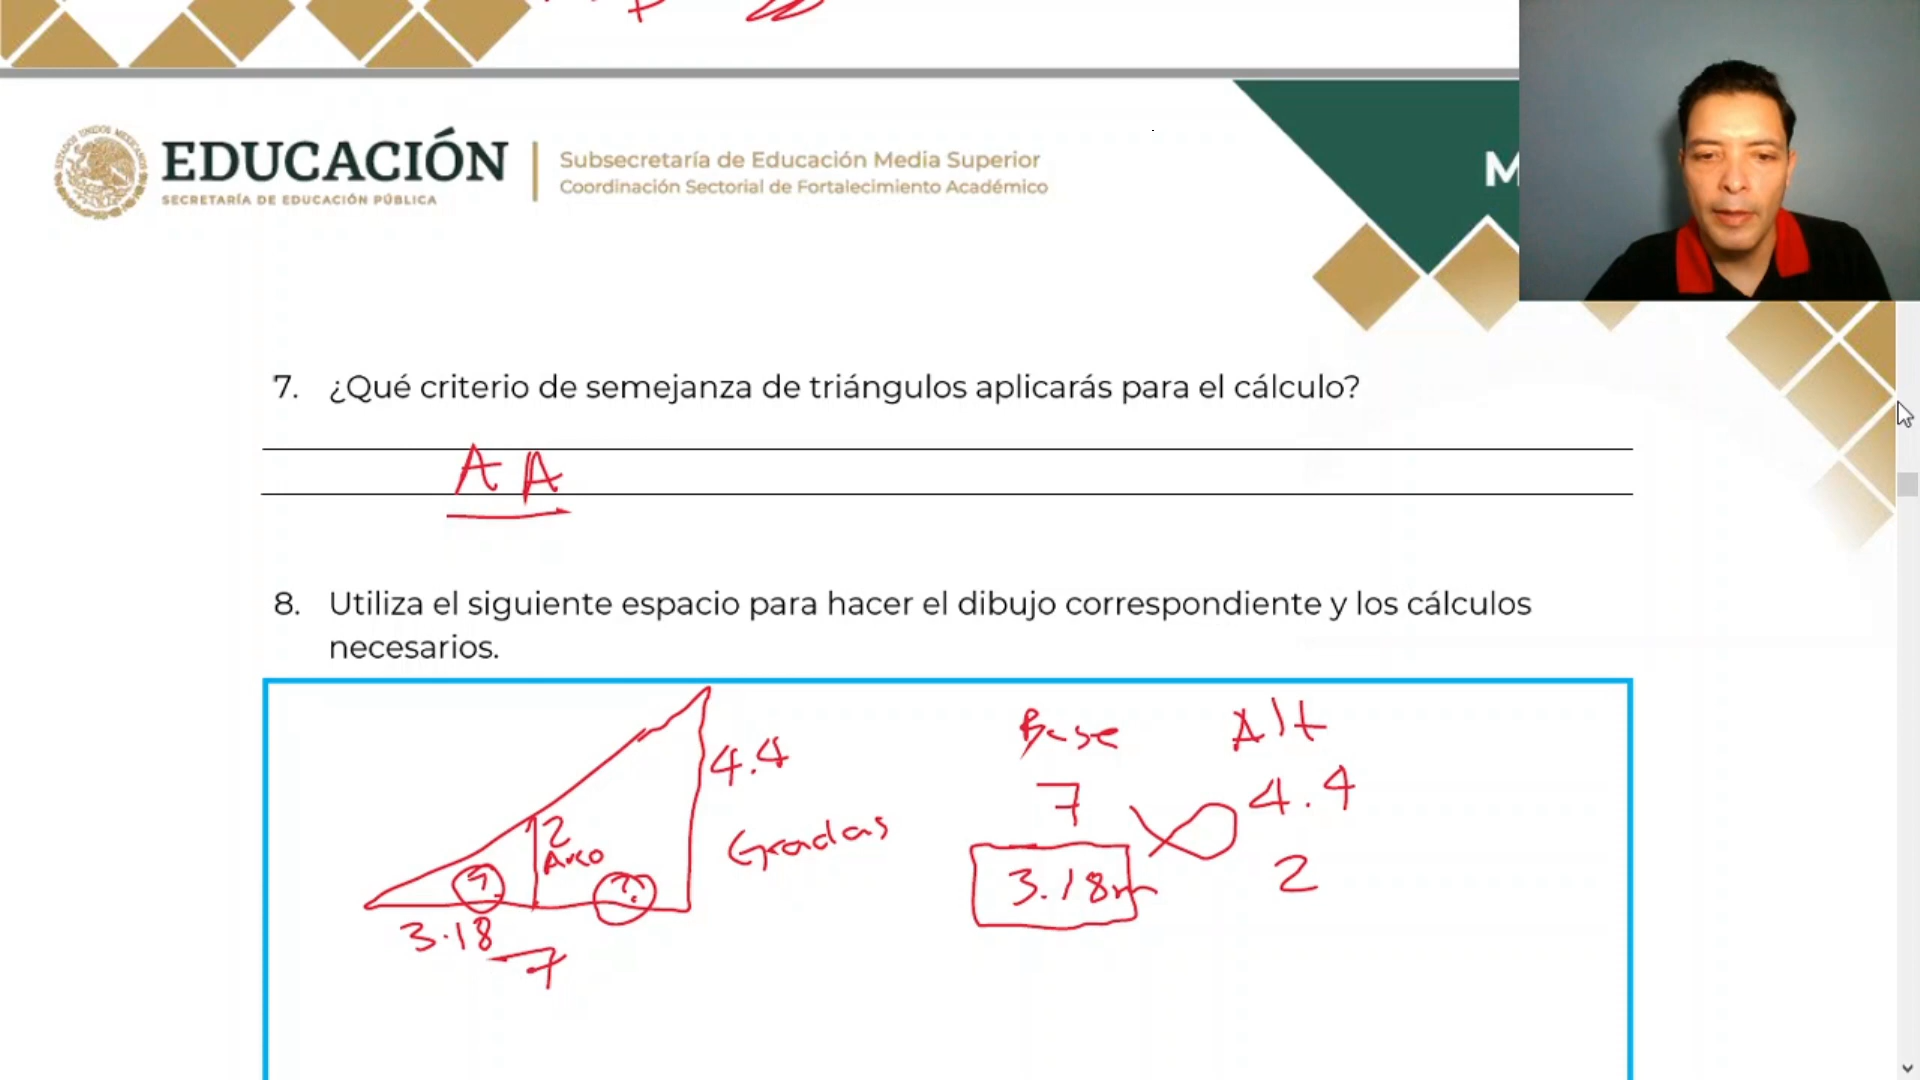 EDUCACIÓN
SECRETARÍA DE EDUCACIÓN PÚBLICA
Subsecretaría de Educación Media Superior
Coordinación Sectorial de Fortalecimiento Académico
M
7. ¿Qué criterio de semejanza de triángulos aplicarás para el cálculo?
A A
8. Utiliza el siguiente espacio para hacer el dibujo correspondiente y los cálculos
necesarios.
Base Alt
4.4
7 4.4
2
Arco
Gradas
? ?
3.18m 2
3.18
7